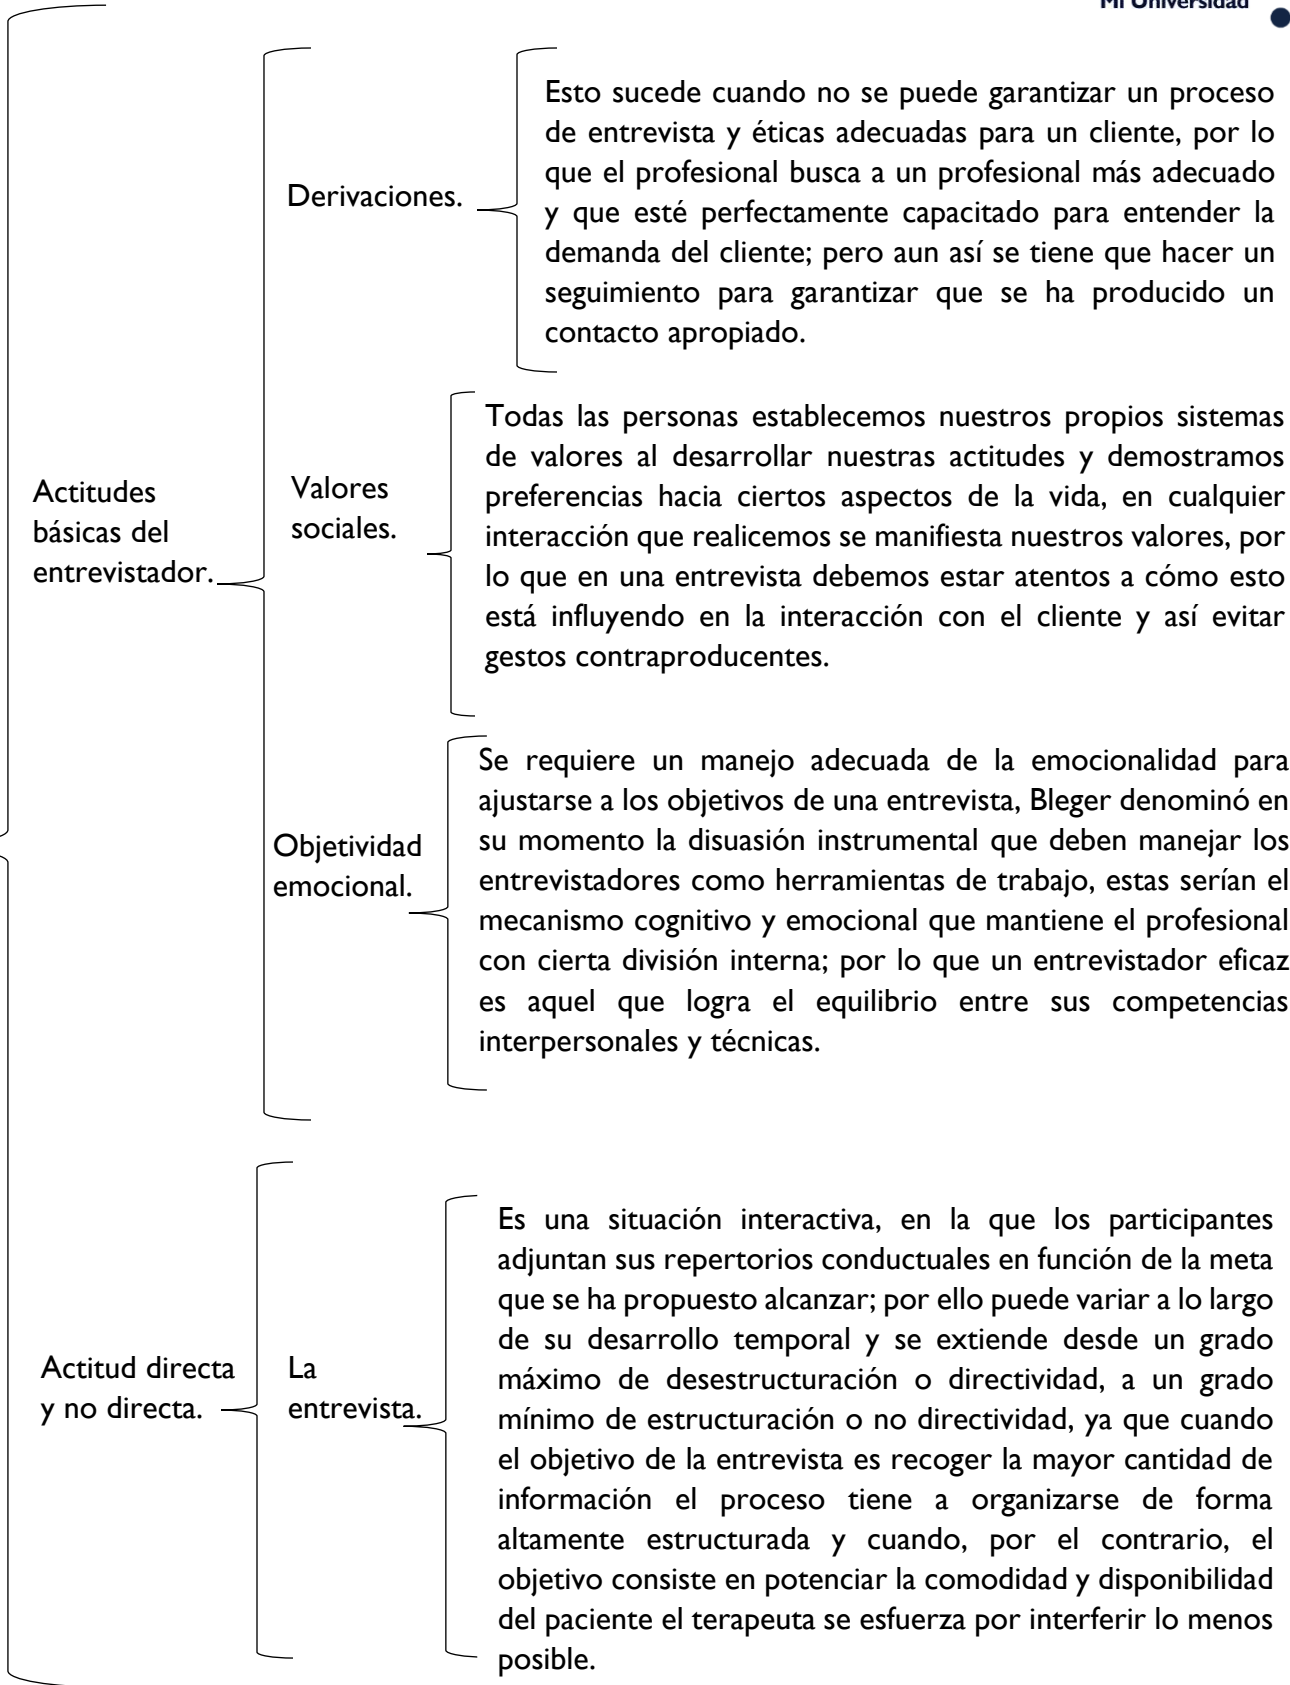 Mi Universidad
Esto sucede cuando no se puede garantizar un proceso
de entrevista y éticas adecuadas para un cliente, por lo
que el profesional busca a un profesional más adecuado
y que esté perfectamente capacitado para entender la
demanda del cliente; pero aun así se tiene que hacer un
seguimiento para garantizar que se ha producido un
contacto apropiado.
Derivaciones.
Todas las personas establecemos nuestros propios sistemas
de valores al desarrollar nuestras actitudes y demostramos
preferencias hacia ciertos aspectos de la vida, en cualquier
interacción que realicemos se manifiesta nuestros valores, por
lo que en una entrevista debemos estar atentos a cómo esto
está influyendo en la interacción con el cliente y así evitar
gestos contraproducentes.
Valores
sociales.
Actitudes
básicas del
entrevistador.
Se requiere un manejo adecuada de la emocionalidad para
ajustarse a los objetivos de una entrevista, Bleger denominó en
su momento la disuasión instrumental que deben manejar los
entrevistadores como herramientas de trabajo, estas serían el
mecanismo cognitivo y emocional que mantiene el profesional
con cierta división interna; por lo que un entrevistador eficaz
es aquel que logra el equilibrio entre sus competencias
interpersonales y técnicas.
Objetividad
emocional.
Es una situación interactiva, en la que los participantes
adjuntan sus repertorios conductuales en función de la meta
que se ha propuesto alcanzar; por ello puede variar a lo largo
de su desarrollo temporal y se extiende desde un grado
máximo de desestructuración o directividad, a un grado
mínimo de estructuración o no directividad, ya que cuando
el objetivo de la entrevista es recoger la mayor cantidad de
información el proceso tiene a organizarse de forma
altamente estructurada y cuando, por el contrario, el
objetivo consiste en potenciar la comodidad y disponibilidad
del paciente el terapeuta se esfuerza por interferir lo menos
posible.
Actitud directa
y no directa.
La
entrevista.